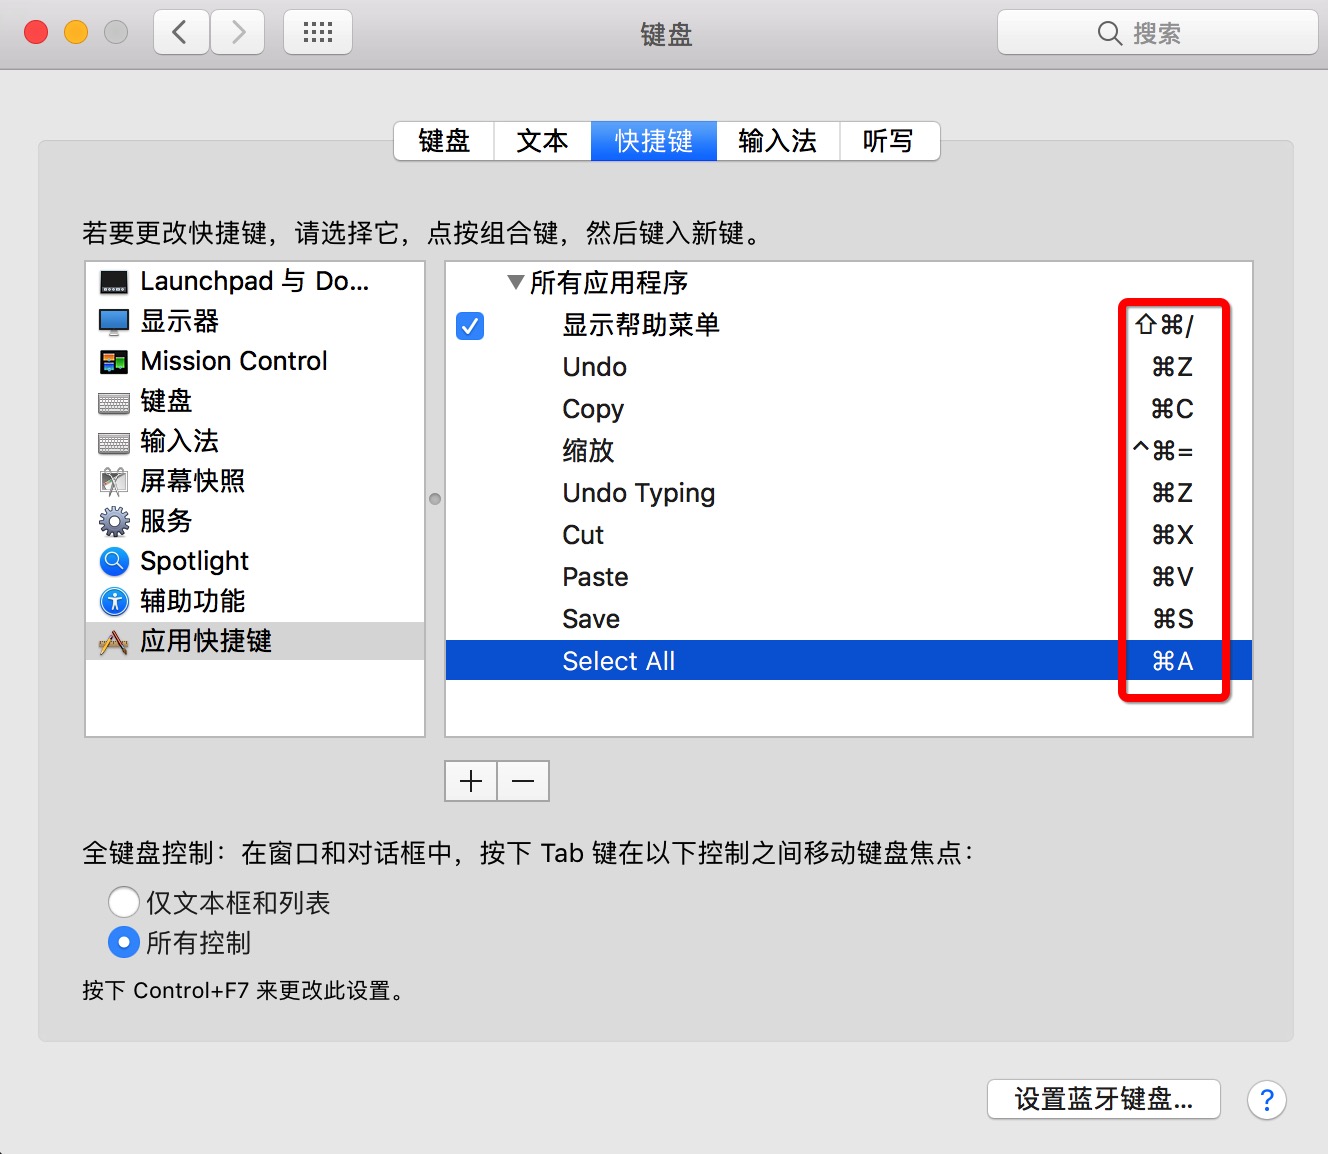 键盘
搜索
键盘 文本 快捷键 输入法 听写
若要更改快捷键，请选择它，点按组合键，然后键入新键。
Launchpad 与 Do...
显示器
Mission Control
键盘
输入法
屏幕快照
服务
Spotlight
辅助功能
应用快捷键
▼所有应用程序
显示帮助菜单 ⇧⌘/
Undo ⌘Z
Copy ⌘C
缩放 ^⌘=
Undo Typing ⌘Z
Cut ⌘X
Paste ⌘V
Save ⌘S
Select All ⌘A
全键盘控制：在窗口和对话框中，按下 Tab 键在以下控制之间移动键盘焦点：
仅文本框和列表
所有控制
按下 Control+F7 来更改此设置。
设置蓝牙键盘... ?